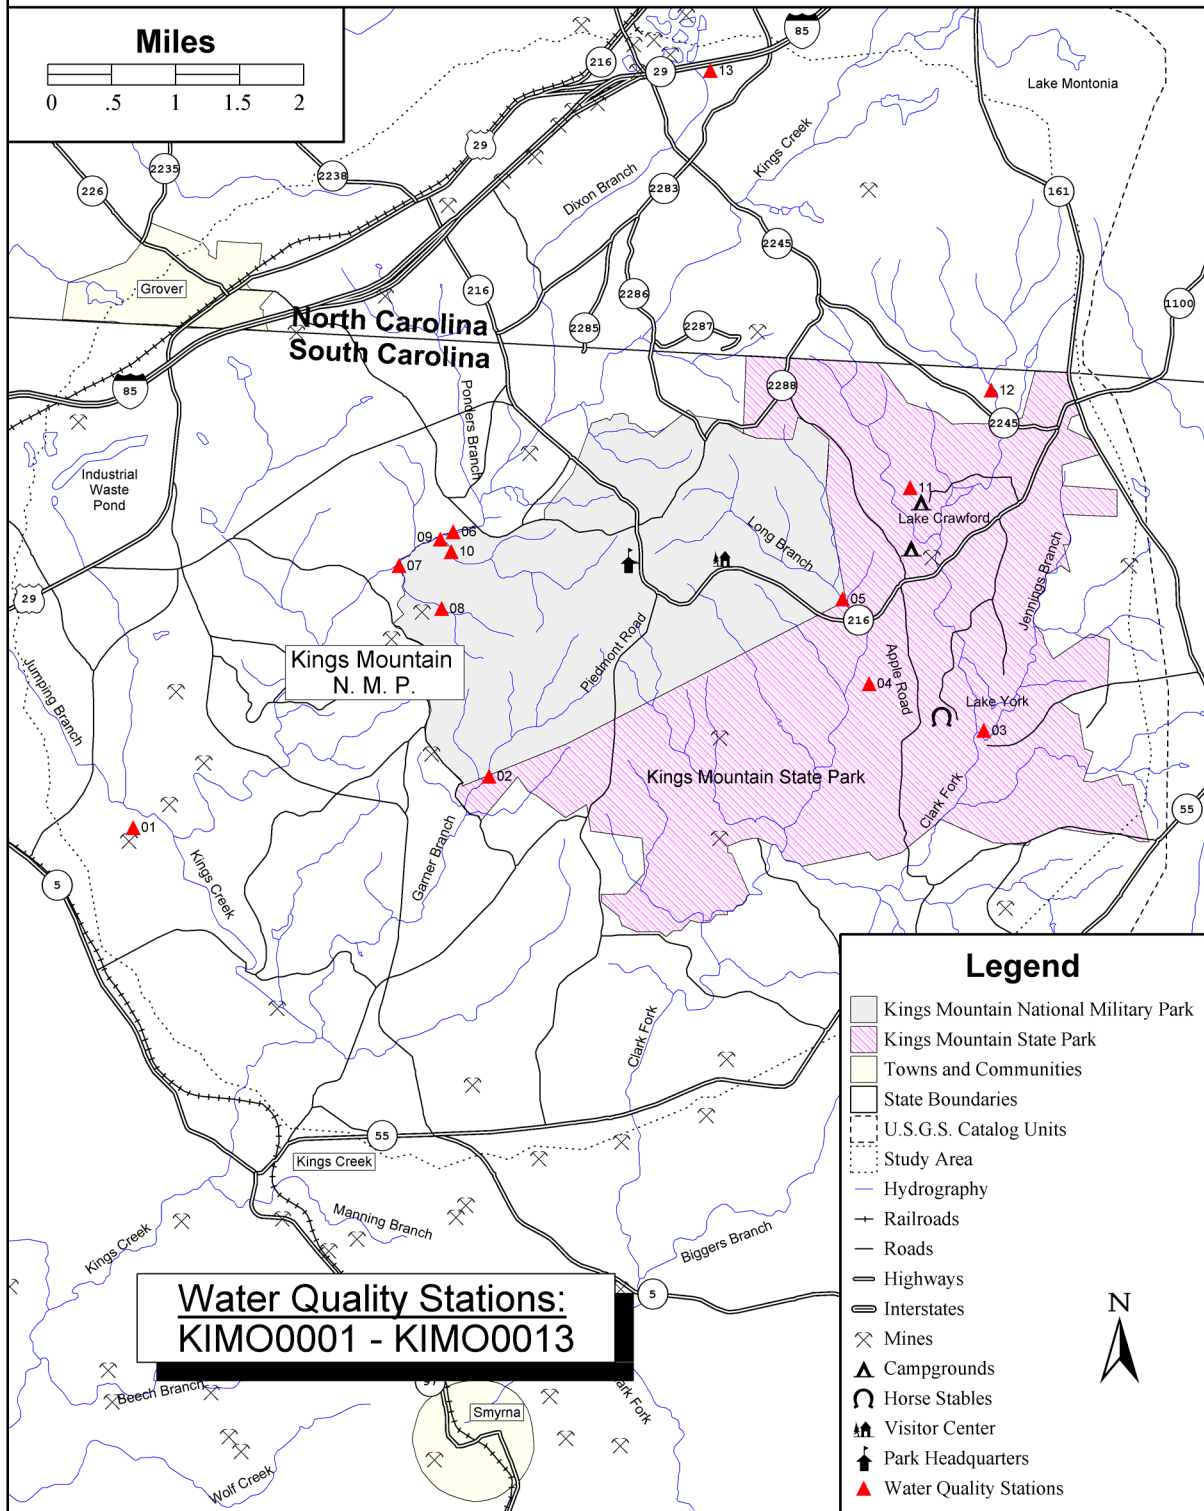 Miles
0 .5 1 1.5 2
85
216
29
13
Lake Montonia
29
Kings Creek
2235
2238
226
Dixon Branch
2283
161
2245
Grover
216
2286
1100
2285
2287
North Carolina
South Carolina
85
Ponders Branch
2288
12
2245
Industrial
Waste
Pond
11
Lake Crawford
Long Branch
06
09
10
07
Jennings Branch
29
08
05
216
Piedmont Road
Kings Mountain
N. M. P.
Jumping Branch
Apple Road
04
Lake York
03
02
Kings Mountain State Park
Clark Fork
55
01
Garner Branch
Kings Creek
5
Clark Fork
55
Kings Creek
Manning Branch
Kings Creek
Biggers Branch
5
Water Quality Stations:
KIMO0001 - KIMO0013
Beech Branch
97
Smyrna
ark Fork
Wolf Creek
Legend
Kings Mountain National Military Park
Kings Mountain State Park
Towns and Communities
State Boundaries
U.S.G.S. Catalog Units
Study Area
Hydrography
Railroads
Roads
Highways
Interstates
Mines
Campgrounds
Horse Stables
Visitor Center
Park Headquarters
Water Quality Stations
N